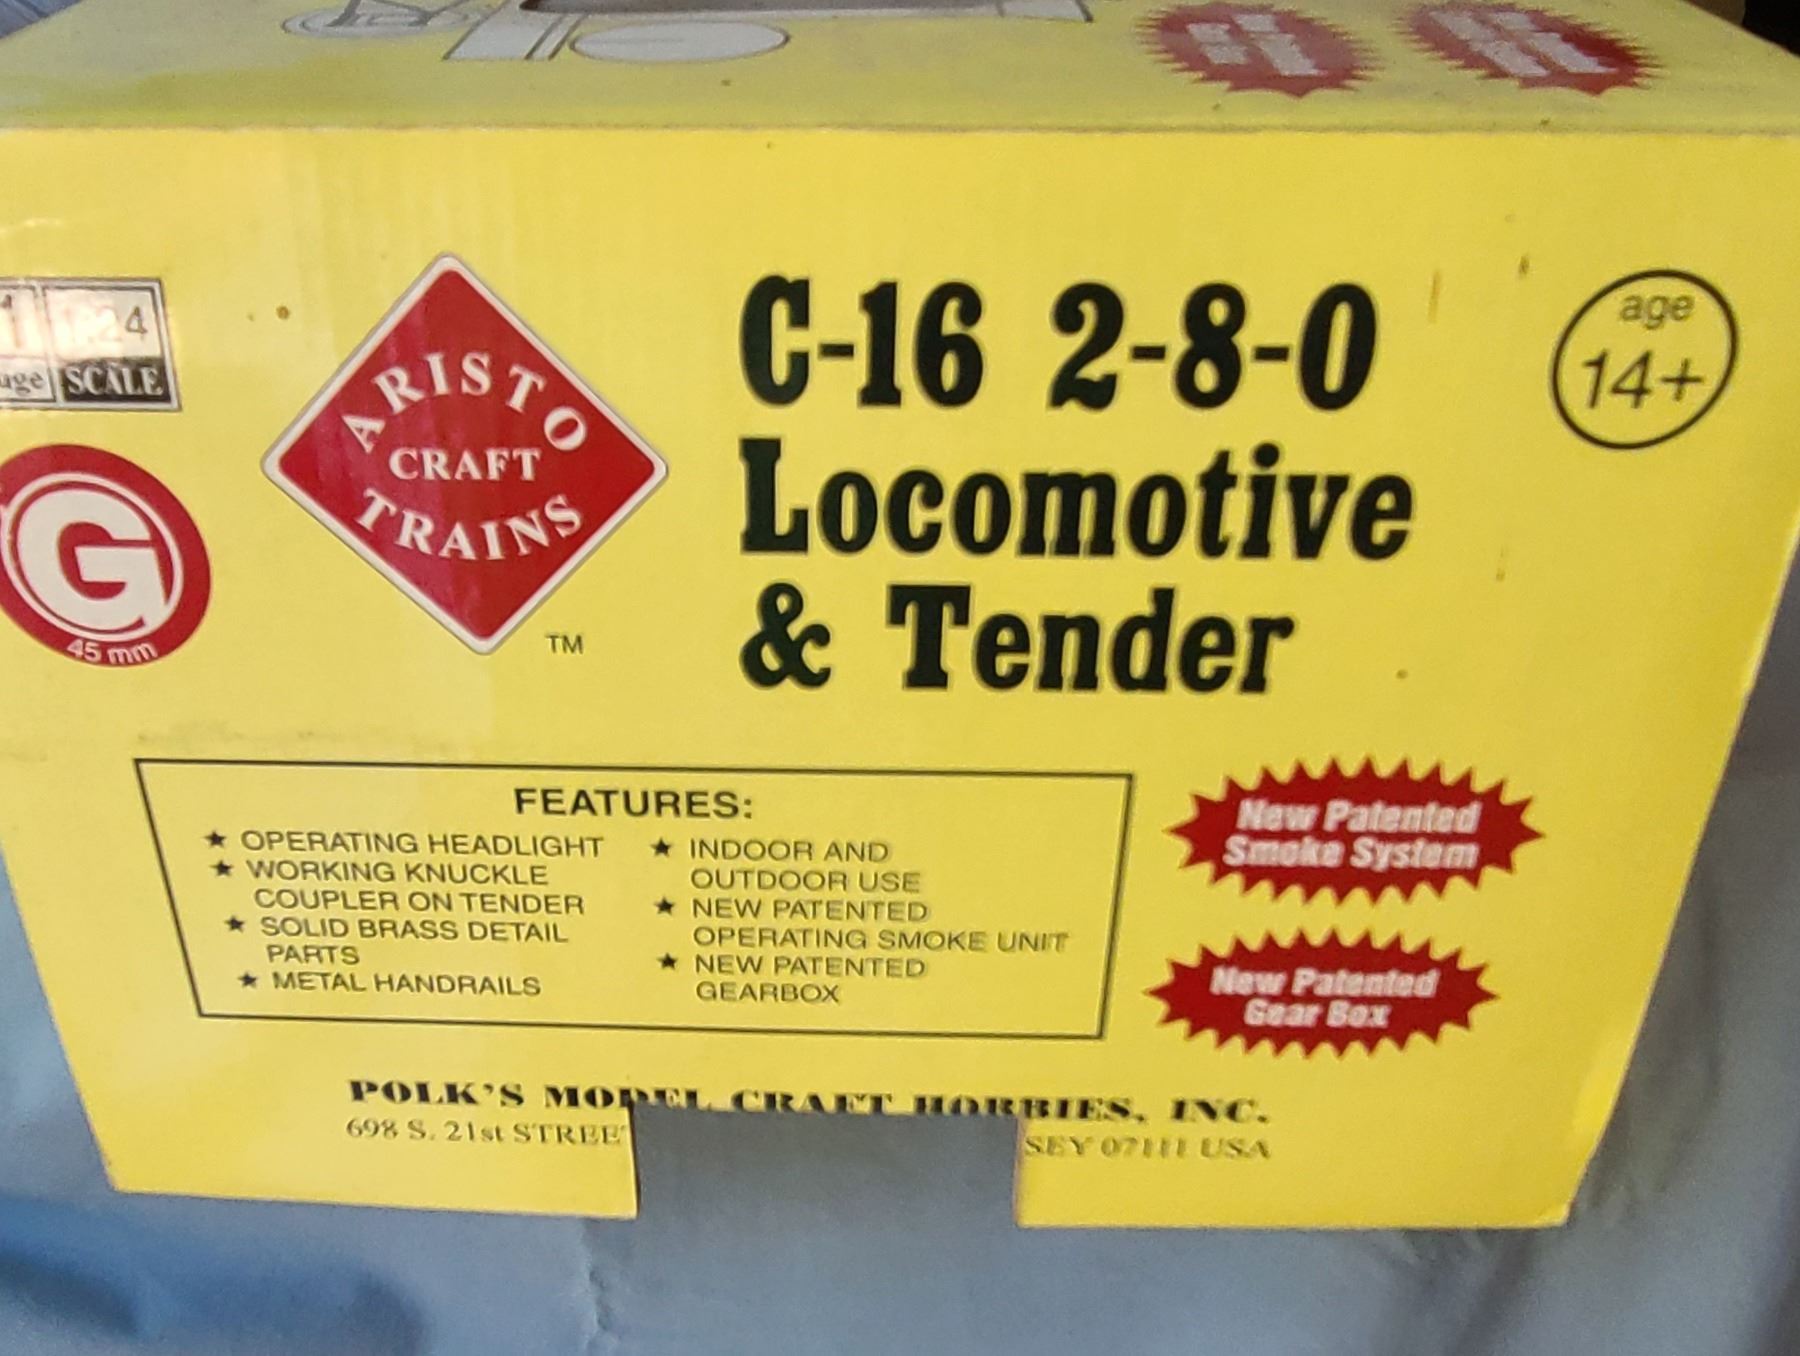 1:24
SCALE
G
45 mm
ARISTO
CRAFT
TRAINS
TM
C-16 2-8-0
Locomotive
& Tender
age
14+
FEATURES:
★ OPERATING HEADLIGHT
★ WORKING KNUCKLE
COUPLER ON TENDER
★ SOLID BRASS DETAIL
PARTS
★ METAL HANDRAILS
★ INDOOR AND
OUTDOOR USE
★ NEW PATENTED
OPERATING SMOKE UNIT
★ NEW PATENTED
GEARBOX
New Patented
Smoke System
New Patented
Gear Box
POLK'S MODEL CRAFT HOBBIES, INC.
698 S. 21st STREET
SEY 07111 USA